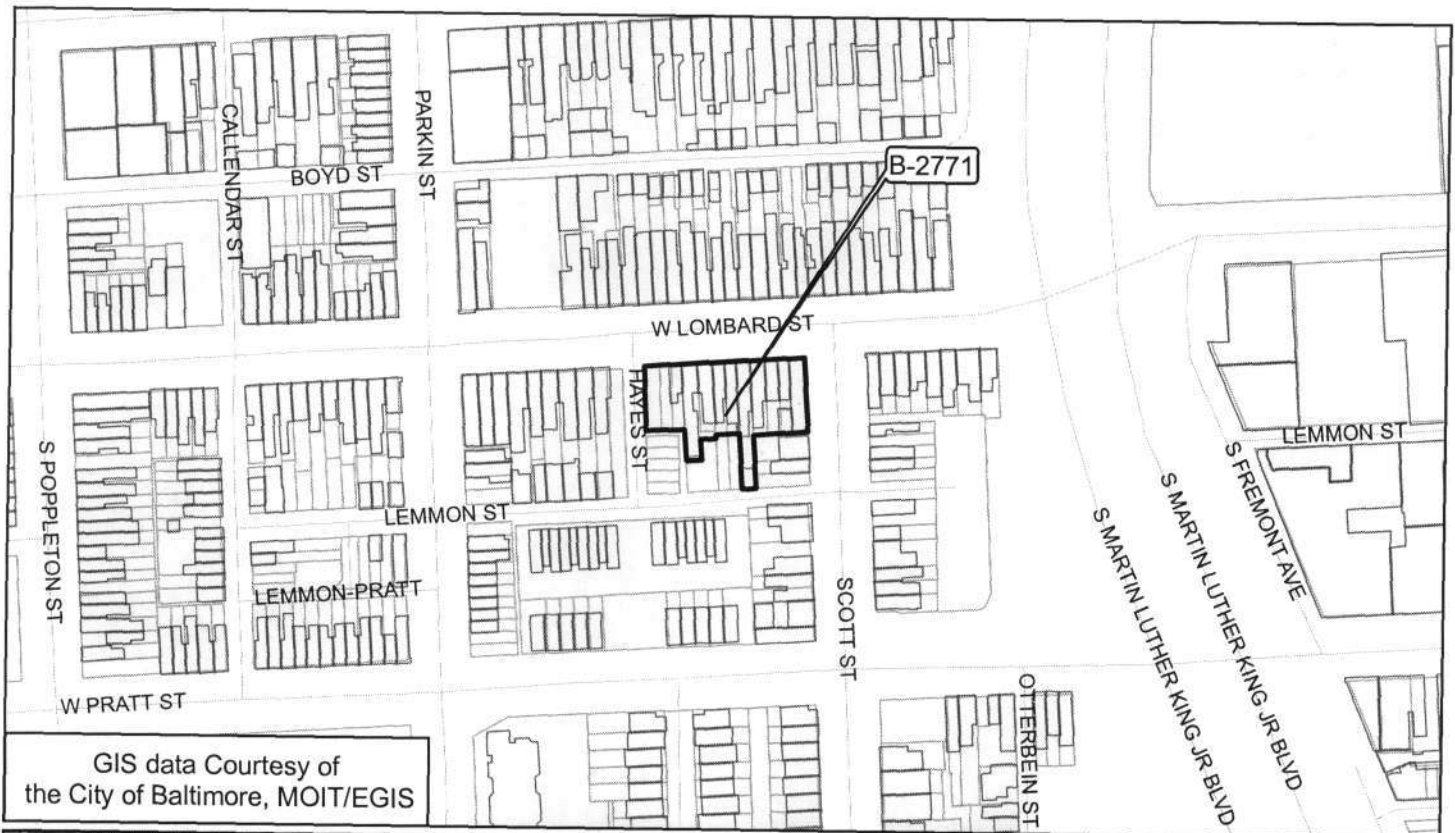 CALLENDAR ST
PARKIN ST
BOYD ST
B-2771
W LOMBARD ST
HAYES ST
S POPPLETON ST
LEMMON ST
LEMMON ST
S FREMONT AVE
S MARTIN LUTHER KING JR BLVD
S MARTIN LUTHER KING JR BLVD
LEMMON-PRATT
SCOTT ST
W PRATT ST
OTTERBEIN ST
GIS data Courtesy of
the City of Baltimore, MOIT/EGIS